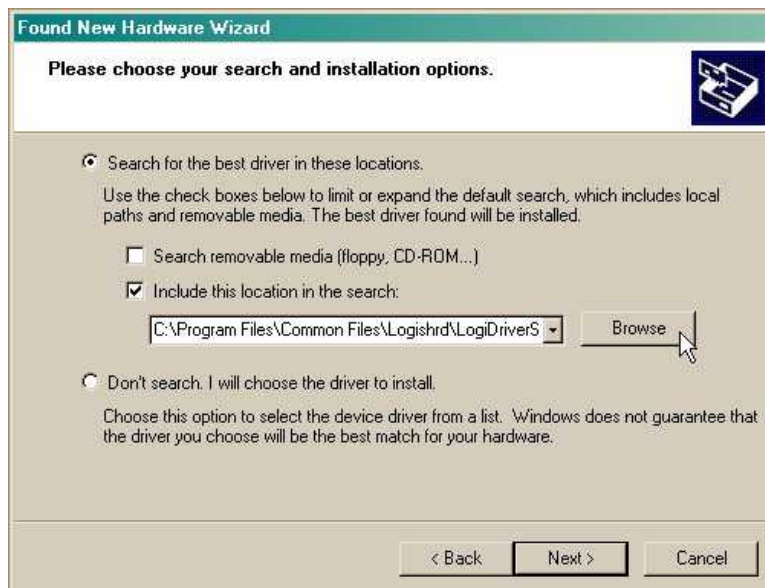 Found New Hardware Wizard
Please choose your search and installation options.
Search for the best driver in these locations.
Use the check boxes below to limit or expand the default search, which includes local
paths and removable media. The best driver found will be installed.
Search removable media (floppy, CD-ROM...)
Include this location in the search:
C:\Program Files\Common Files\Logishrd\LogiDriverS
Browse
Don't search. I will choose the driver to install.
Choose this option to select the device driver from a list. Windows does not guarantee that
the driver you choose will be the best match for your hardware.
< Back Next > Cancel